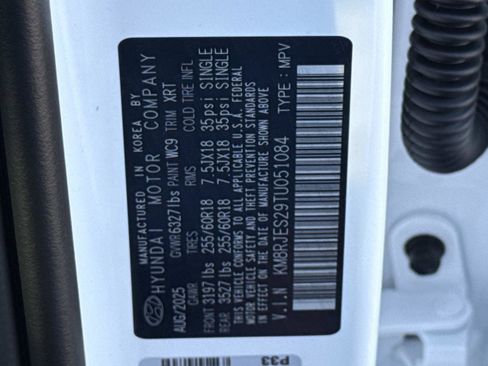 MANUFACTURED IN KOREA BY
HYUNDAI MOTOR COMPANY
AUG/2025 GVWR 6327lbs PAINT WC9 TRIM XRT
GAWR TIRES RIMS COLD TIRE INFL
FRONT 3197 lbs 255/60R18 7.5JX18 35psi SINGLE
REAR 3527 lbs 255/60R18 7.5JX18 35psi SINGLE
THIS VEHICLE CONFORMS TO ALL APPLICABLE U.S.A FEDERAL
MOTOR VEHICLE SAFETY STANDARDS IN EFFECT ON THE
DATE OF MANUFACTURE SHOWN ABOVE
V.I.N KM8RJES29TU051084 TYPE : MPV
P33